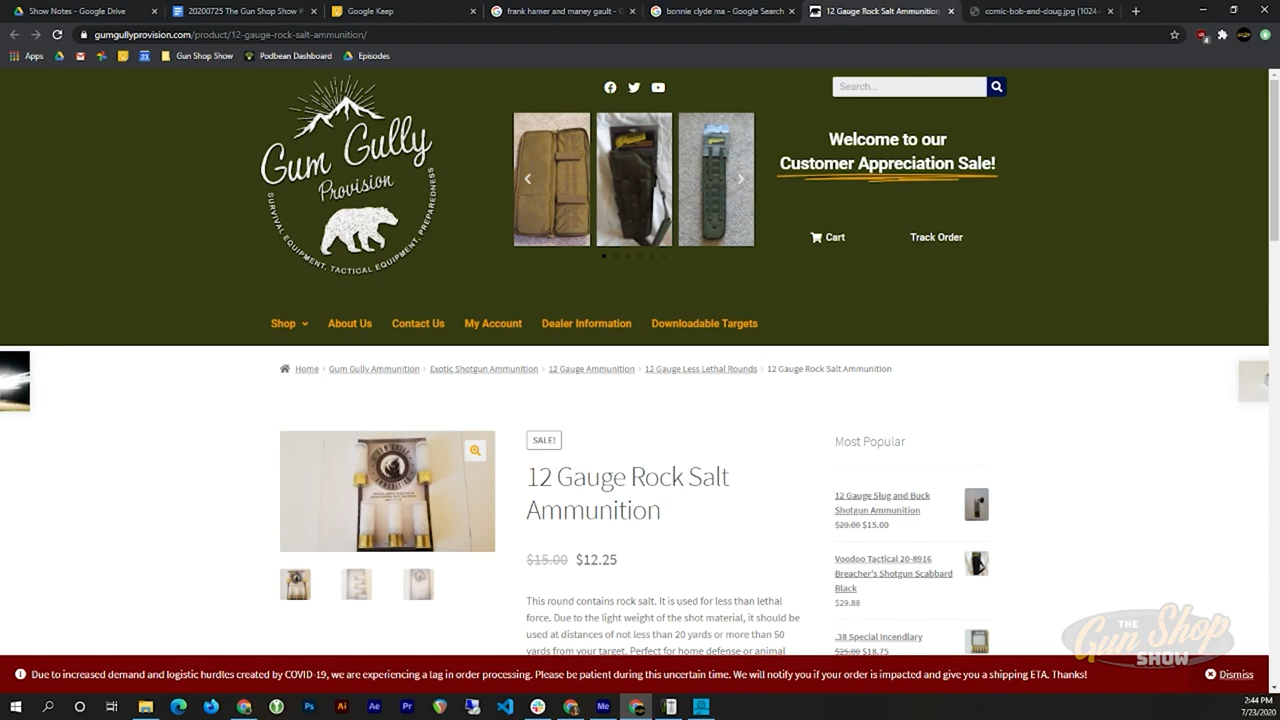 Show Notes - Google Drive
20200725 The Gun Shop Show #
Google Keep
frank hamer and maney gault - G
bonnie clyde ma - Google Search
12 Gauge Rock Salt Ammunition
comic-bob-and-doug.jpg (1024×
gumgullyprovision.com/product/12-gauge-rock-salt-ammunition/
Apps
Gun Shop Show
Podbean Dashboard
Episodes
Gum Gully
Provision
SURVIVAL EQUIPMENT, TACTICAL EQUIPMENT, PREPAREDNESS
Search...
Welcome to our
Customer Appreciation Sale!
Cart
Track Order
Shop
About Us
Contact Us
My Account
Dealer Information
Downloadable Targets
Home › Gum Gully Ammunition › Exotic Shotgun Ammunition › 12 Gauge Ammunition › 12 Gauge Less Lethal Rounds › 12 Gauge Rock Salt Ammunition
SALE!
12 Gauge Rock Salt
Ammunition
$15.00 $12.25
This round contains rock salt. It is used for less than lethal
force. Due to the light weight of the shot material, it should be
used at distances of not less than 20 yards or more than 50
yards from your target. Perfect for home defense or animal
Most Popular
12 Gauge Slug and Buck
Shotgun Ammunition
$20.00 $15.00
Voodoo Tactical 20-8916
Breacher's Shotgun Scabbard
Black
$29.88
.38 Special Incendiary
$25.00 $18.75
THE
Gun Shop
SHOW
Due to increased demand and logistic hurdles created by COVID-19, we are experiencing a lag in order processing. Please be patient during this uncertain time. We will notify you if your order is impacted and give you a shipping ETA. Thanks!
Dismiss
2:44 PM
7/23/2020